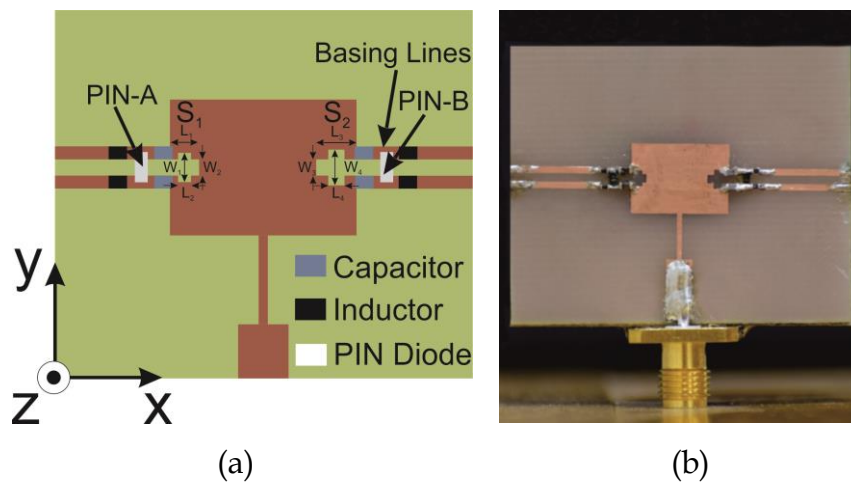 Basing Lines
PIN-A
PIN-B
S1
S2
L1
L3
W1
W2
W3
W4
L2
L4
Capacitor
Inductor
PIN Diode
y
z
x
(a)
(b)